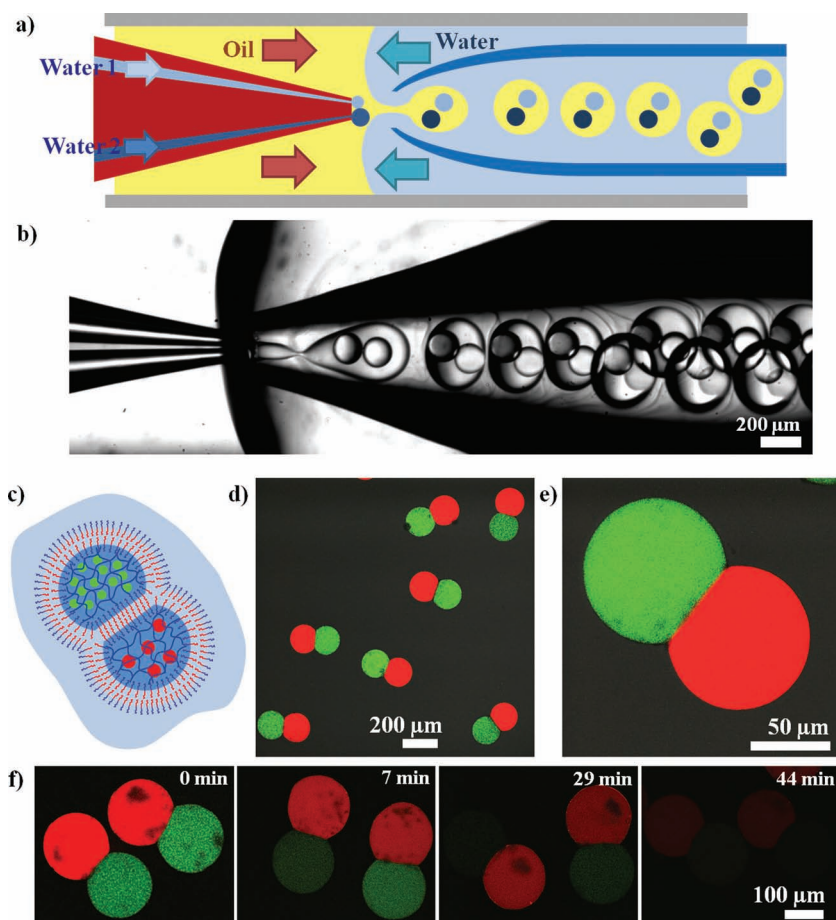 a)
Oil
Water
Water 1
Water 2
b)
200 µm
c)
d)
e)
200 µm
50 µm
f)
0 min
7 min
29 min
44 min
100 µm